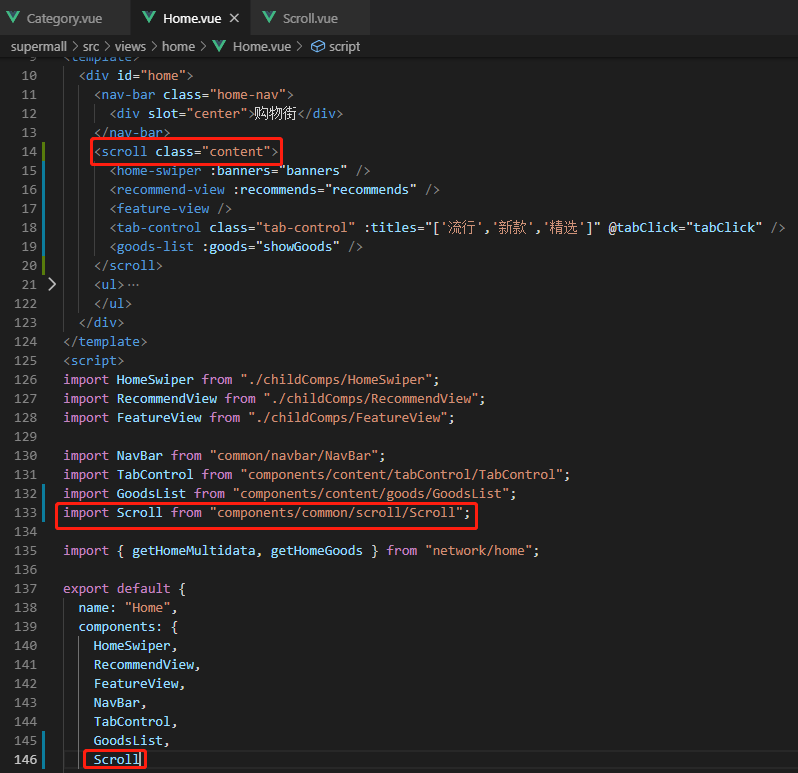 Category.vue Home.vue Scroll.vue
supermall > src > views > home > Home.vue > script
9 <template>
10 <div id="home">
11 <nav-bar class="home-nav">
12 <div slot="center">购物街</div>
13 </nav-bar>
14 <scroll class="content">
15 <home-swiper :banners="banners" />
16 <recommend-view :recommends="recommends" />
17 <feature-view />
18 <tab-control class="tab-control" :titles="['流行','新款','精选']" @tabClick="tabClick" />
19 <goods-list :goods="showGoods" />
20 </scroll>
21 <ul>…
122 </ul>
123 </div>
124 </template>
125 <script>
126 import HomeSwiper from "./childComps/HomeSwiper";
127 import RecommendView from "./childComps/RecommendView";
128 import FeatureView from "./childComps/FeatureView";
129
130 import NavBar from "common/navbar/NavBar";
131 import TabControl from "components/content/tabControl/TabControl";
132 import GoodsList from "components/content/goods/GoodsList";
133 import Scroll from "components/common/scroll/Scroll";
134
135 import { getHomeMultidata, getHomeGoods } from "network/home";
136
137 export default {
138 name: "Home",
139 components: {
140 HomeSwiper,
141 RecommendView,
142 FeatureView,
143 NavBar,
144 TabControl,
145 GoodsList,
146 Scroll